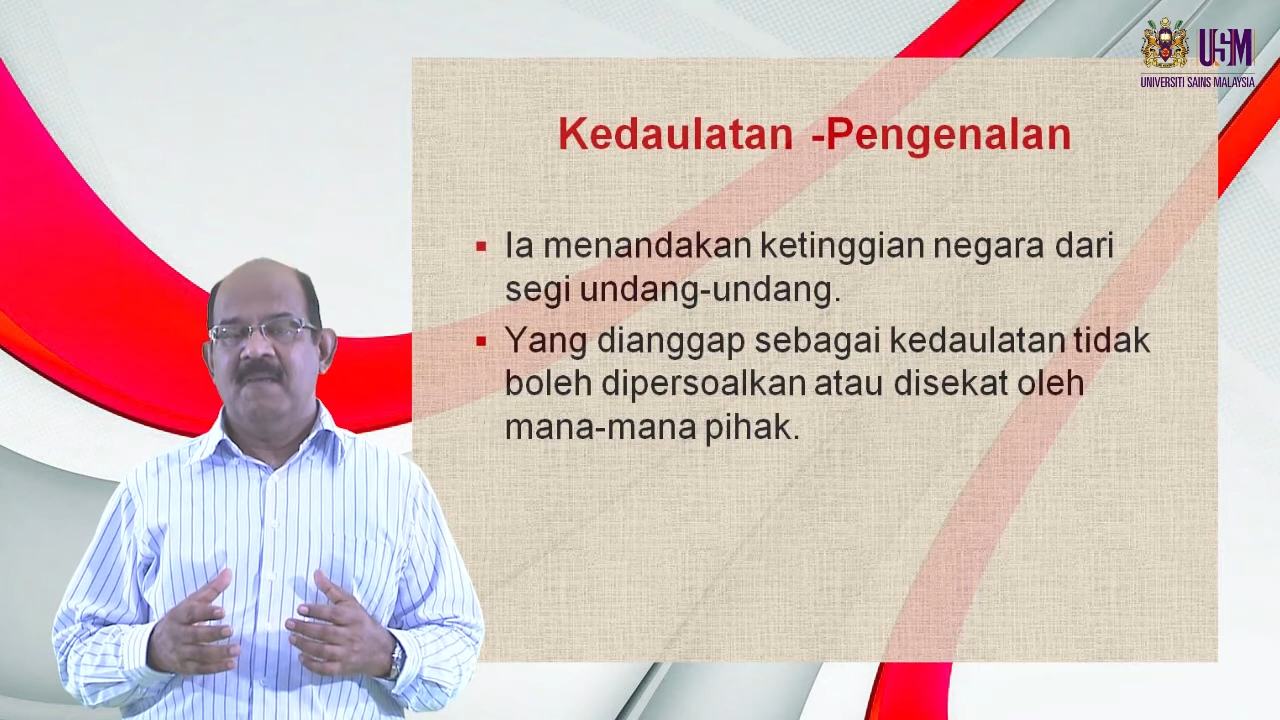 USM
UNIVERSITI SAINS MALAYSIA
Kedaulatan -Pengenalan
Ia menandakan ketinggian negara dari
segi undang-undang.
Yang dianggap sebagai kedaulatan tidak
boleh dipersoalkan atau disekat oleh
mana-mana pihak.